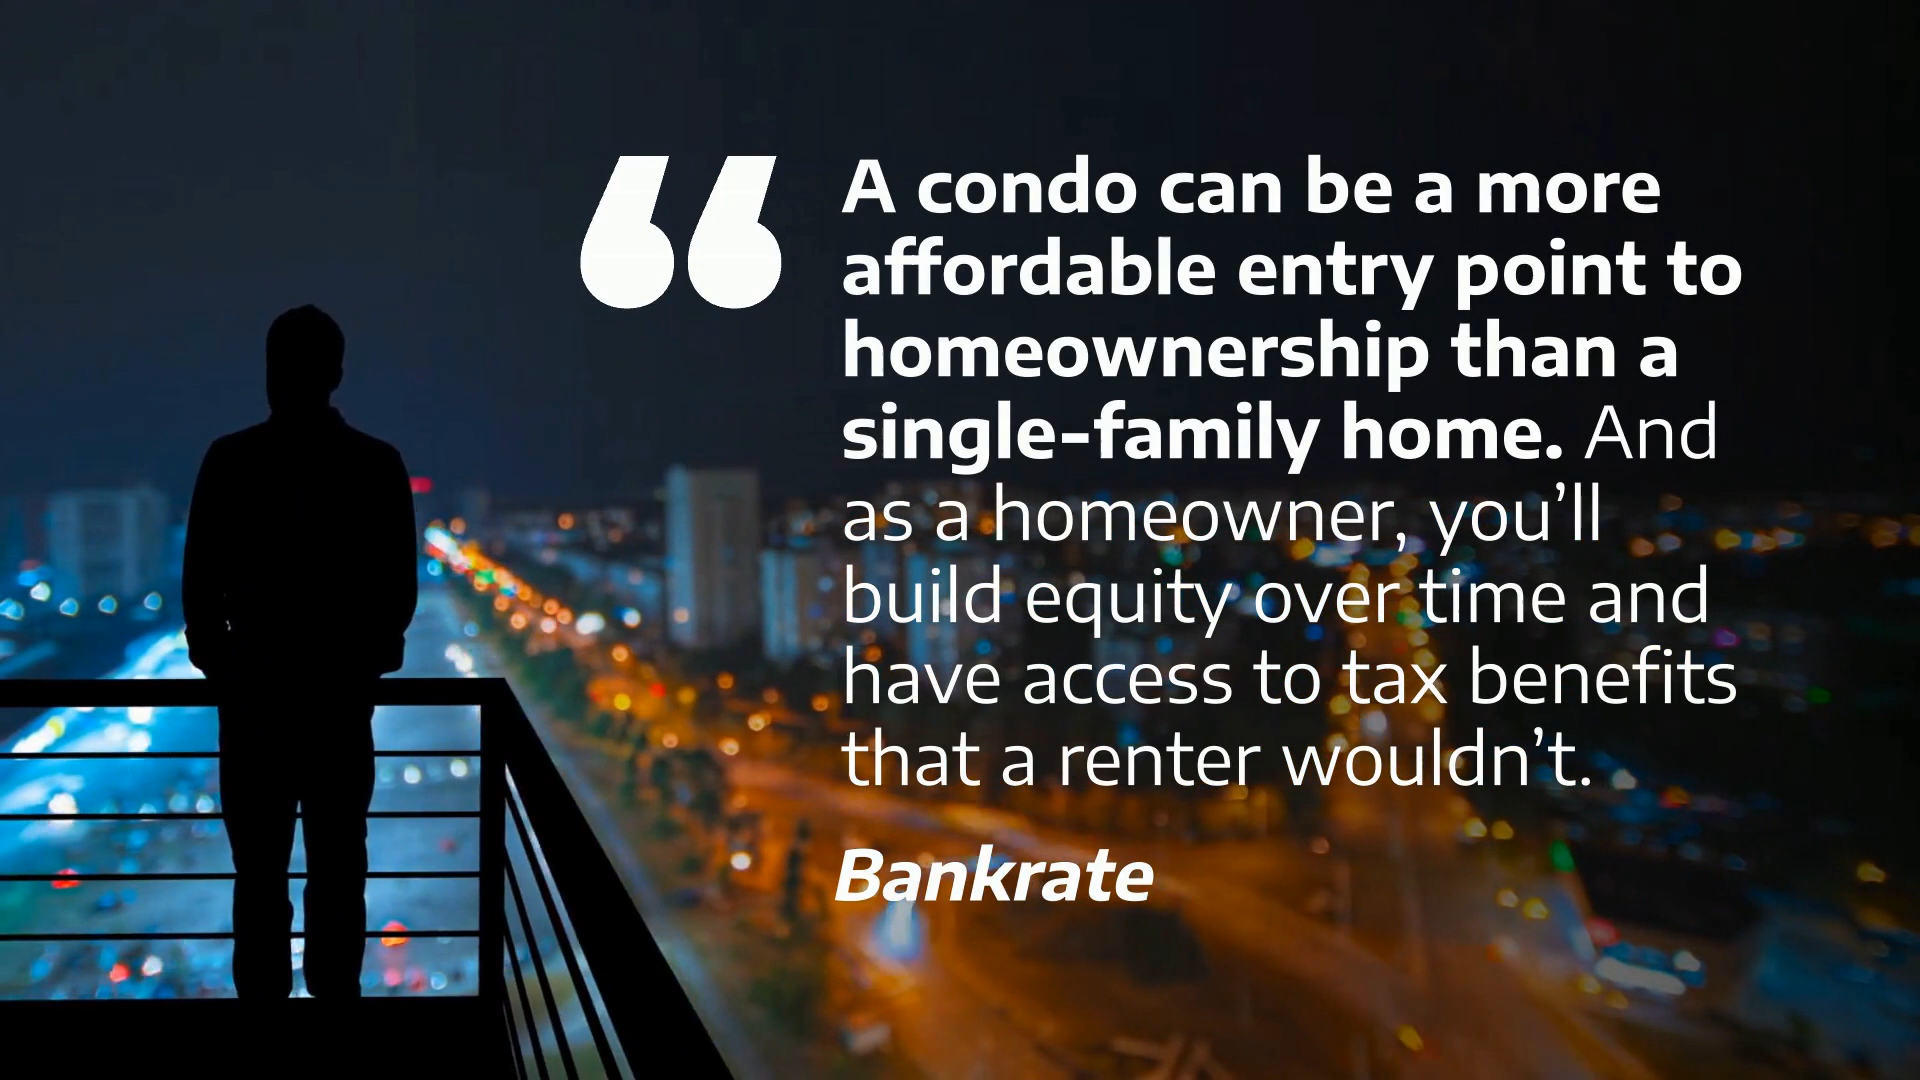 “
A condo can be a more
affordable entry point to
homeownership than a
single-family home. And
as a homeowner, you’ll
build equity over time and
have access to tax benefits
that a renter wouldn’t.
Bankrate